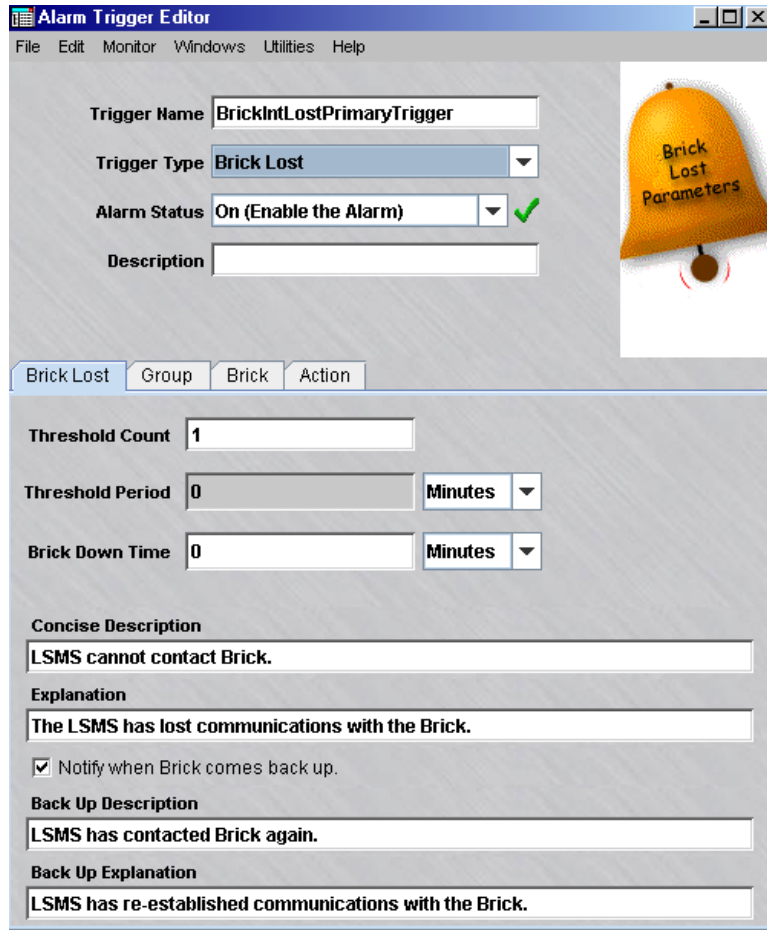 Alarm Trigger Editor
File Edit Monitor Windows Utilities Help
Trigger Name BrickIntLostPrimaryTrigger
Trigger Type Brick Lost
Alarm Status On (Enable the Alarm)
Description
Brick
Lost
Parameters
Brick Lost Group Brick Action
Threshold Count 1
Threshold Period 0 Minutes
Brick Down Time 0 Minutes
Concise Description
LSMS cannot contact Brick.
Explanation
The LSMS has lost communications with the Brick.
Notify when Brick comes back up.
Back Up Description
LSMS has contacted Brick again.
Back Up Explanation
LSMS has re-established communications with the Brick.